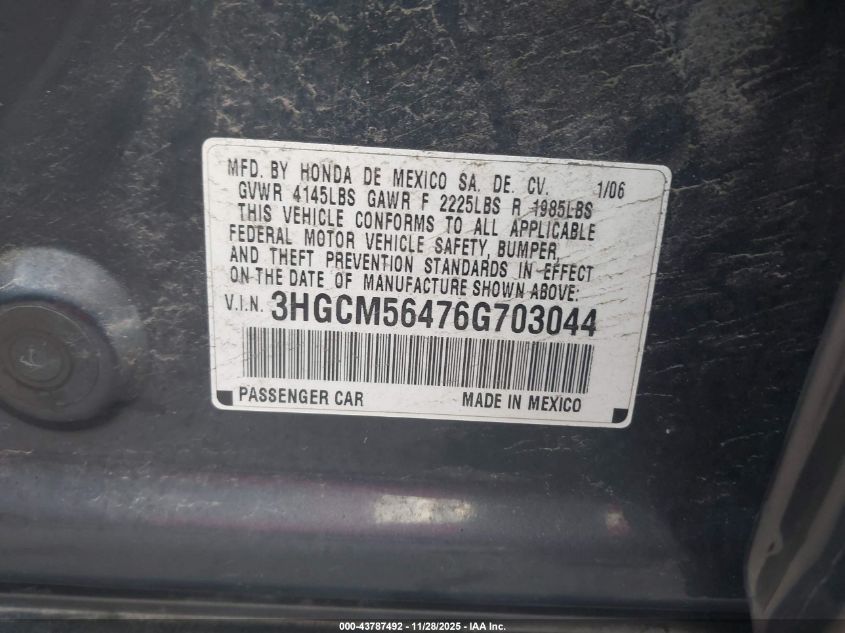 MFD. BY HONDA DE MEXICO SA. DE. CV. 1/06
GVWR 4145LBS GAWR F 2225LBS R 1985LBS
THIS VEHICLE CONFORMS TO ALL APPLICABLE
FEDERAL MOTOR VEHICLE SAFETY, BUMPER,
AND THEFT PREVENTION STANDARDS IN EFFECT
ON THE DATE OF MANUFACTURE SHOWN ABOVE:
V.I.N. 3HGCM56476G703044
PASSENGER CAR MADE IN MEXICO
000-43787492 - 11/28/2025 - IAA Inc.